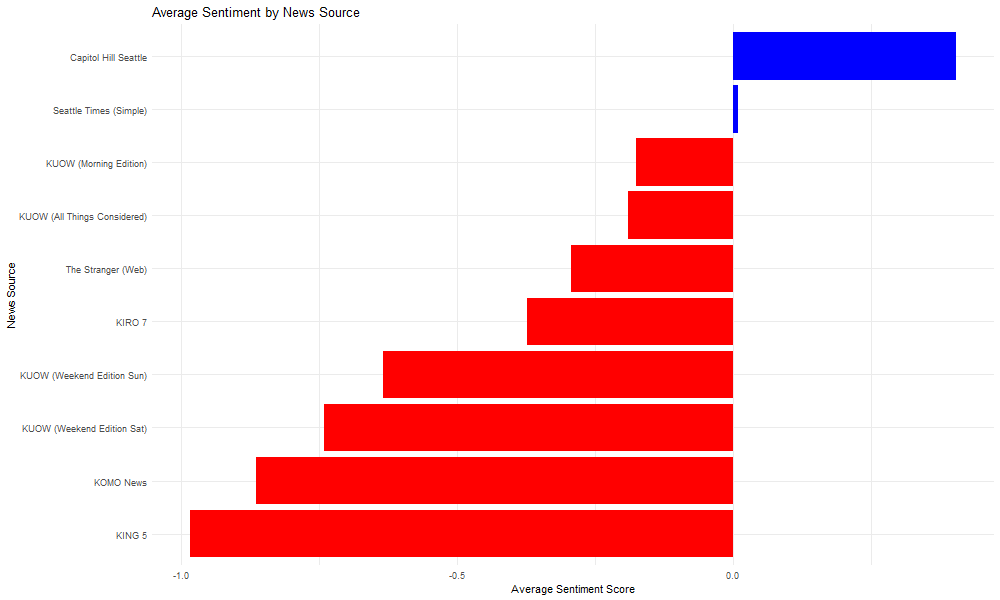 Average Sentiment by News Source
Capitol Hill Seattle
Seattle Times (Simple)
KUOW (Morning Edition)
KUOW (All Things Considered)
The Stranger (Web)
KIRO 7
KUOW (Weekend Edition Sun)
KUOW (Weekend Edition Sat)
KOMO News
KING 5
News Source
-1.0
-0.5
0.0
Average Sentiment Score